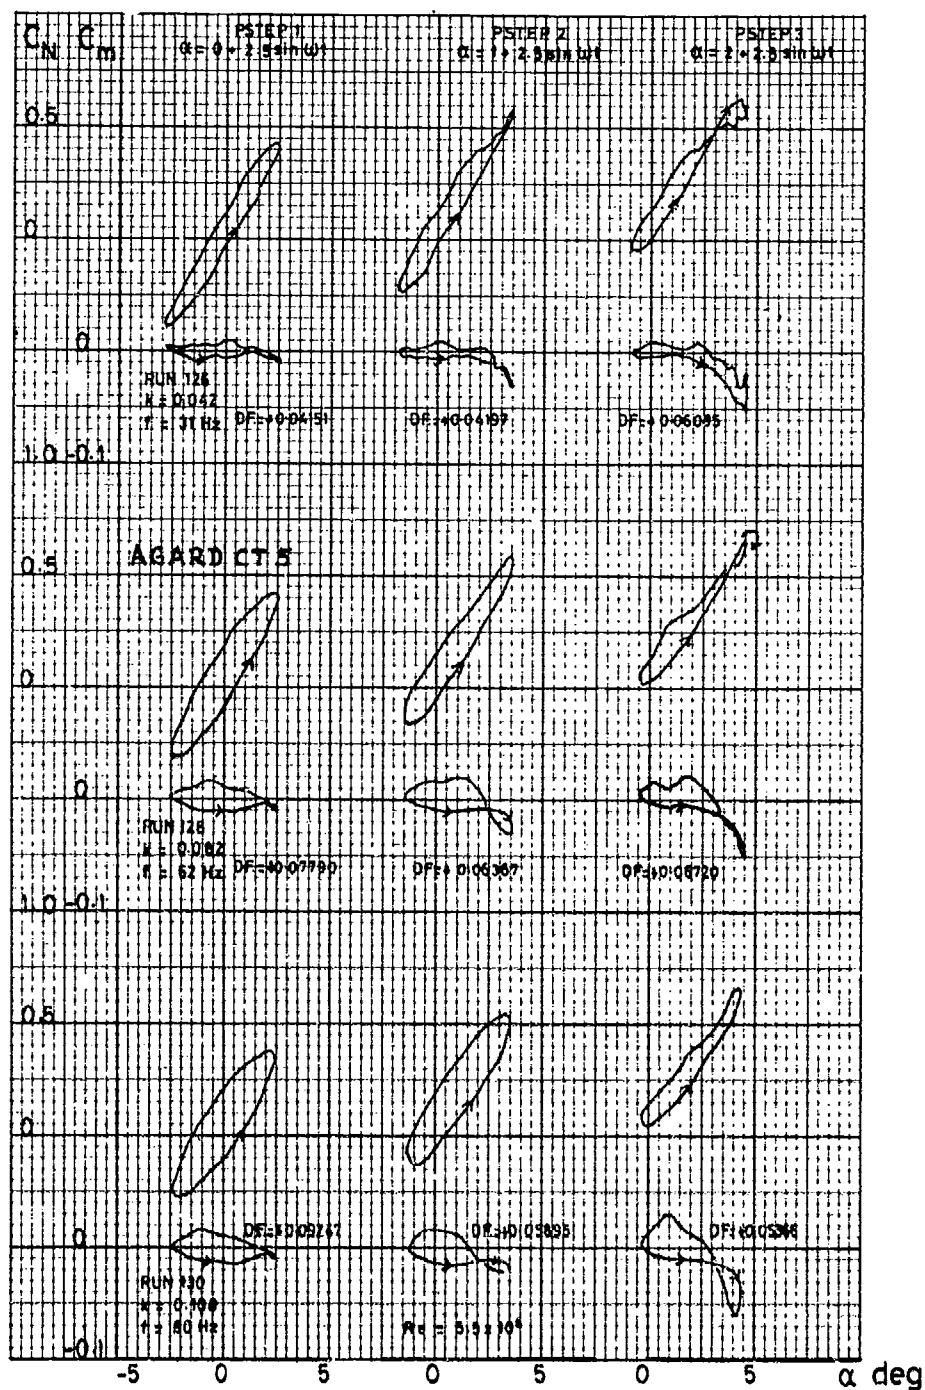 C_N C_m
PSTEP 1
α = 0 + 2.5 sin ωt
PSTEP 2
α = 1 + 2.5 sin ωt
PSTEP 3
α = 2 + 2.5 sin ωt
0.5
0
0
RUN 126
k = 0.042
f = 31 Hz
DF=+0.04151
DF=+0.04197
DF=+0.06095
1.0 -0.1
AGARD CT 5
0.5
0
0
RUN 128
k = 0.082
f = 62 Hz
DF=+0.07790
DF=+0.06367
DF=+0.06720
1.0 -0.1
0.5
0
0
DF=+0.09247
DF=+0.05895
RUN 130
f = 80 Hz
-0.1
-5 0 5 0 5 0 5 α deg